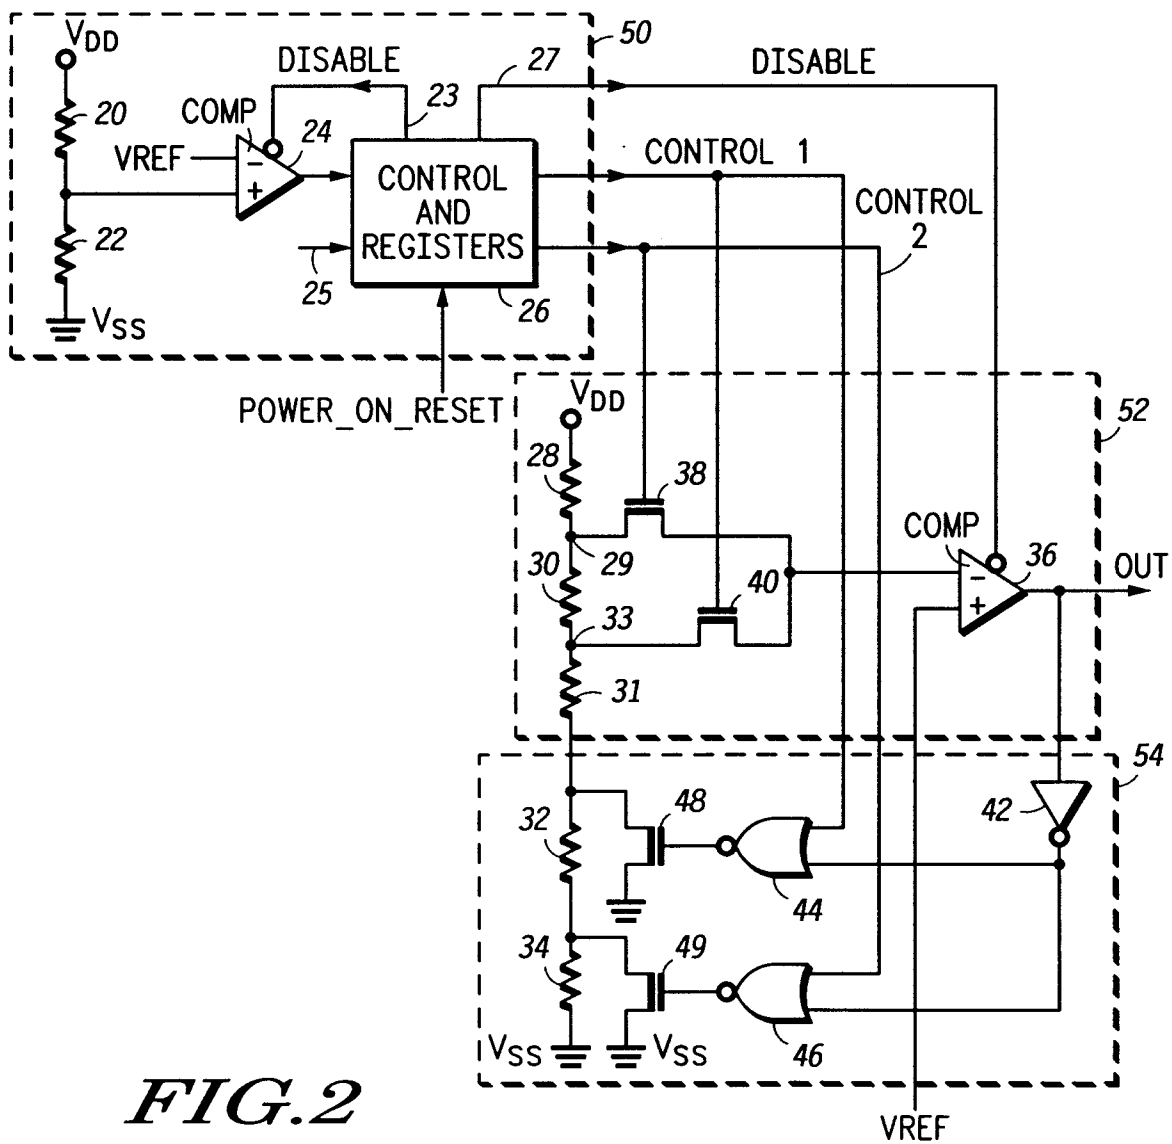 VDD
50
DISABLE
27
DISABLE
20
COMP
24
23
VREF
−
+
CONTROL
AND
REGISTERS
CONTROL 1
CONTROL
2
22
25
26
VSS
POWER_ON_RESET
VDD
52
28
38
COMP
36
OUT
29
−
+
30
40
33
31
54
42
32
48
44
34
49
46
VSS
VSS
FIG.2
VREF